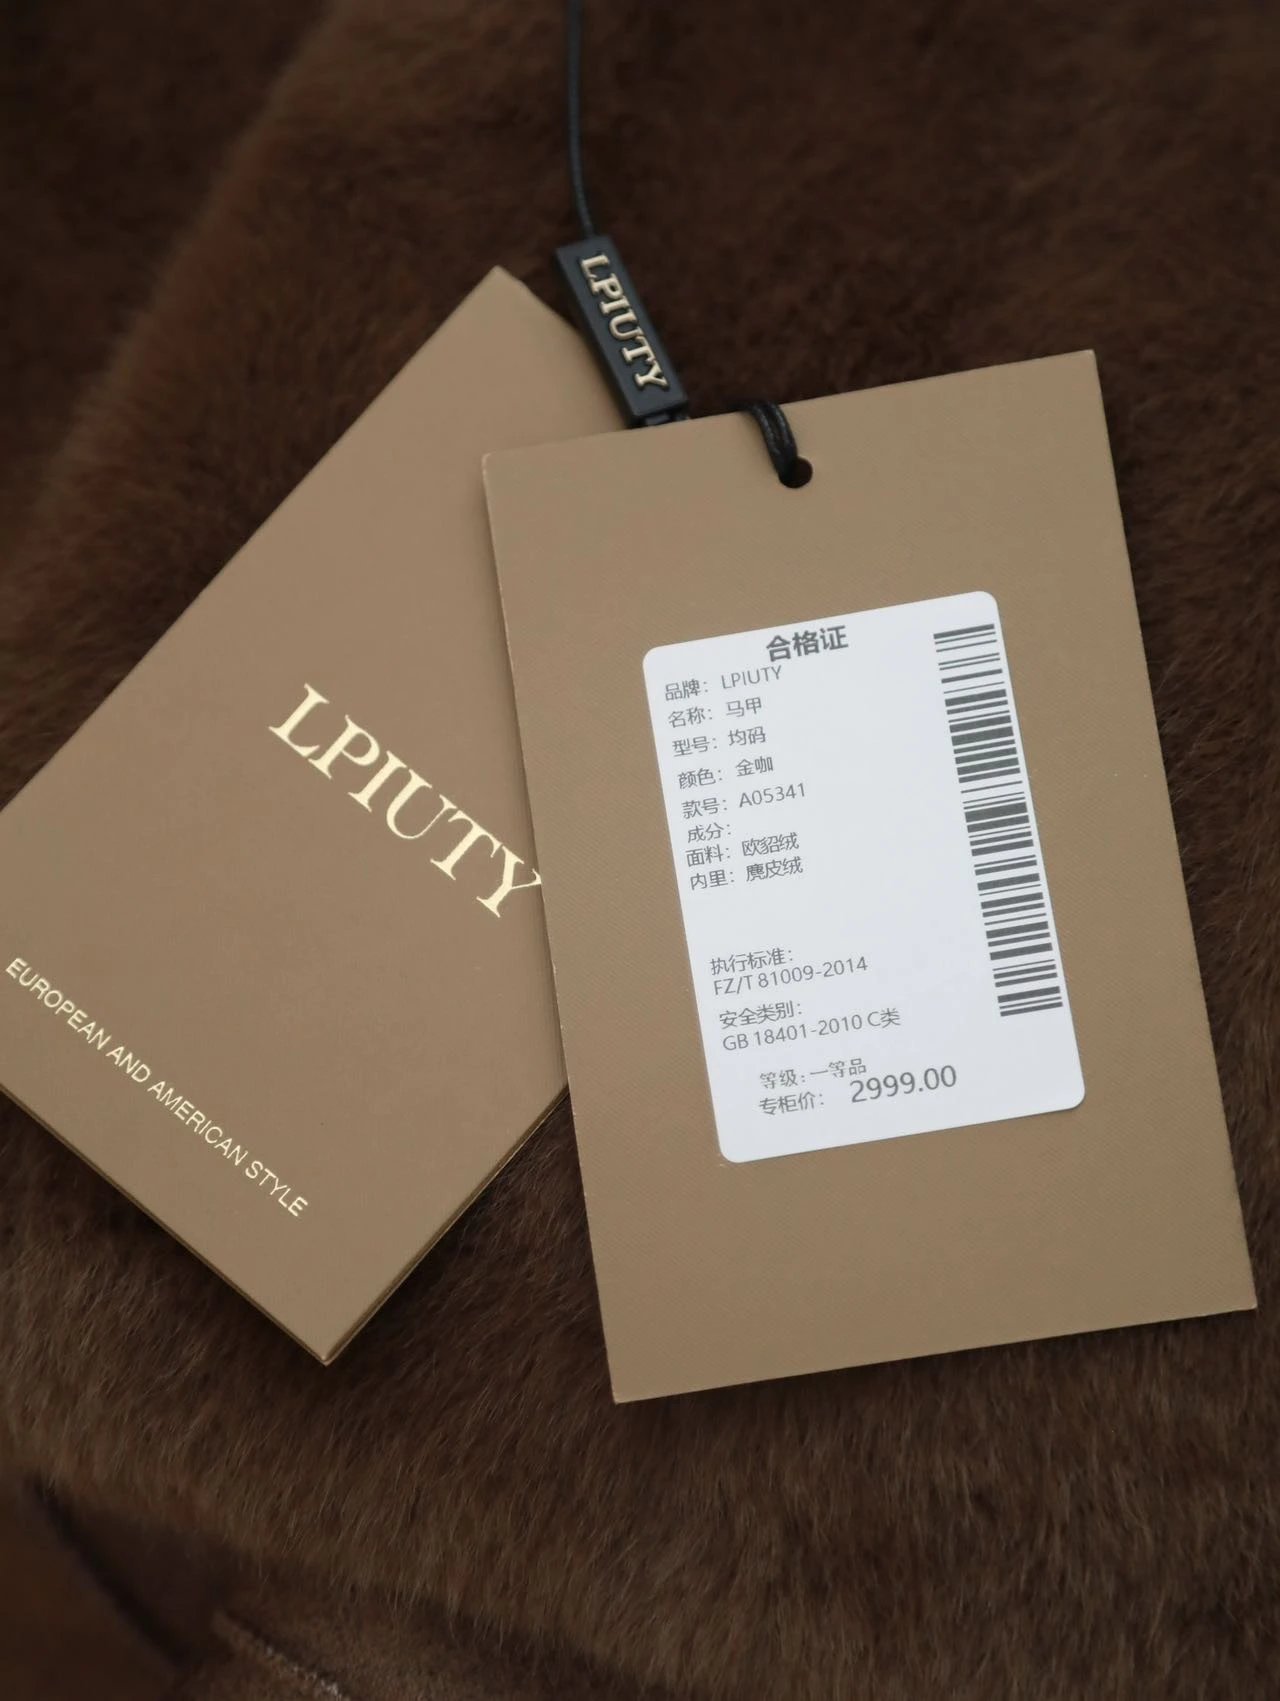 LPIUTY
LPIUTY
EUROPEAN AND AMERICAN STYLE
合格证
品牌：LPIUTY
名称：马甲
型号：均码
颜色：金咖
款号：A05341
成分：
面料：欧貂绒
内里：麂皮绒
执行标准：
FZ/T 81009-2014
安全类别：
GB 18401-2010 C类
等级：一等品
专柜价： 2999.00